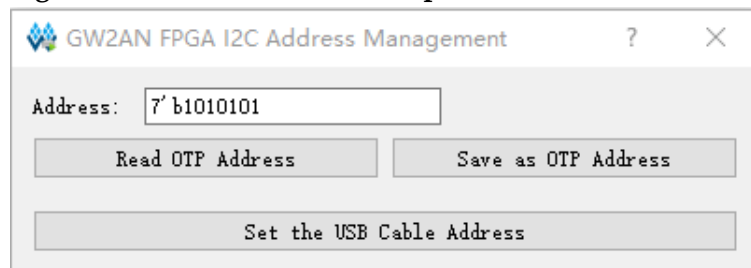 GW2AN FPGA I2C Address Management ? ×
Address: 7'b1010101
Read OTP Address Save as OTP Address
Set the USB Cable Address